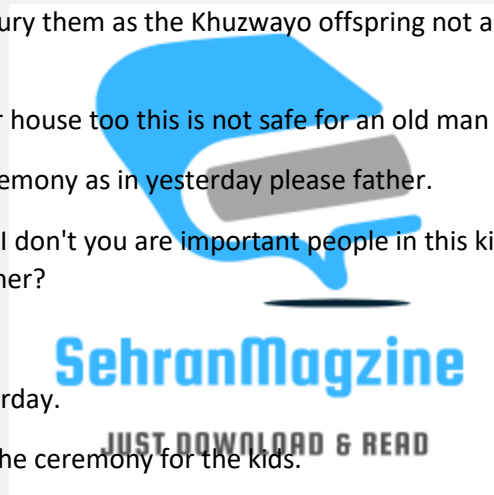 ury them as the Khuzwayo offspring not a
r house too this is not safe for an old man
emony as in yesterday please father.
I don't you are important people in this ki
her?
SehranMagzine
rday.
JUST DOWNLOAD & READ
he ceremony for the kids.